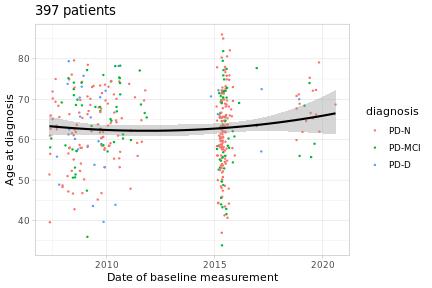 397 patients
Age at diagnosis
80
70
60
50
40
2010
2015
2020
Date of baseline measurement
diagnosis
PD-N
PD-MCI
PD-D